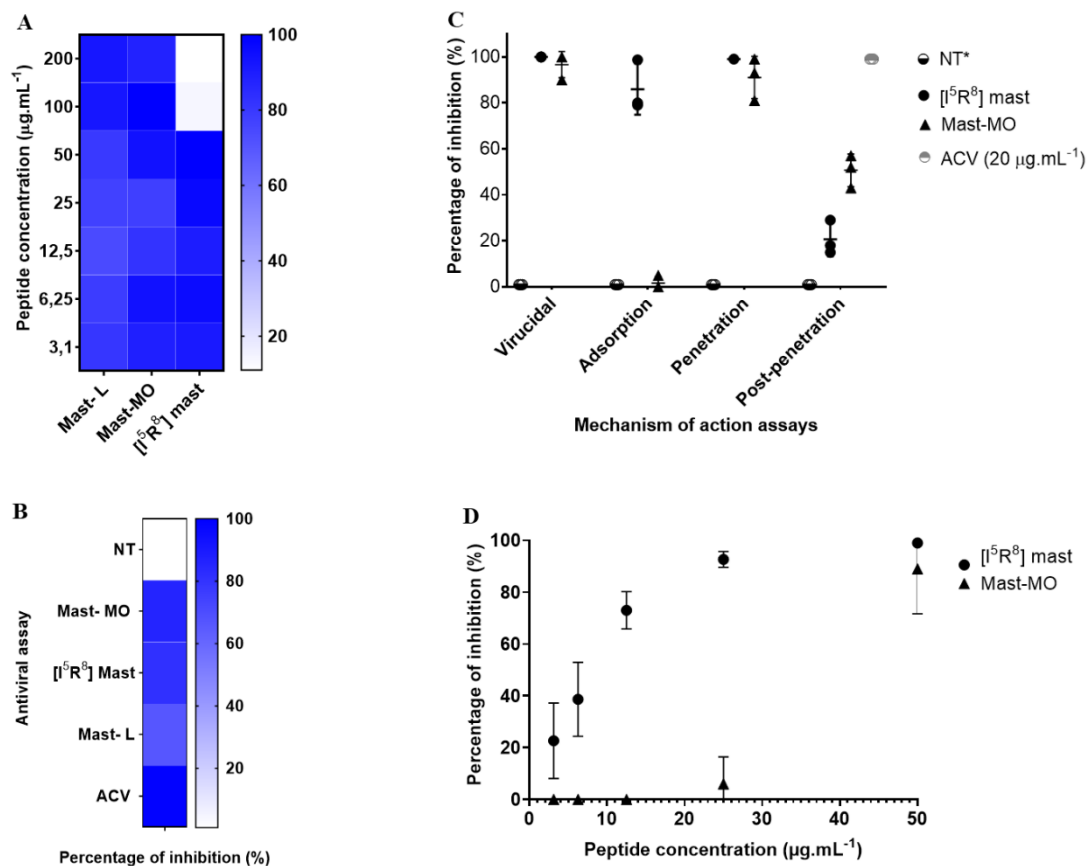 A
Peptide concentration (µg.mL⁻¹)
200
100
50
25
12,5
6,25
3,1
Mast- L
Mast-MO
[I⁵R⁸] mast
100
80
60
40
20
B
Antiviral assay
NT
Mast- MO
[I⁵R⁸] Mast
Mast- L
ACV
100
80
60
40
20
Percentage of inhibition (%)
C
Percentage of inhibition (%)
100
80
60
40
20
0
Virucidal
Adsorption
Penetration
Post-penetration
Mechanism of action assays
NT*
[I⁵R⁸] mast
Mast-MO
ACV (20 µg.mL⁻¹)
D
Percentage of inhibition (%)
100
80
60
40
20
0
0 10 20 30 40 50
Peptide concentration (µg.mL⁻¹)
[I⁵R⁸] mast
Mast-MO